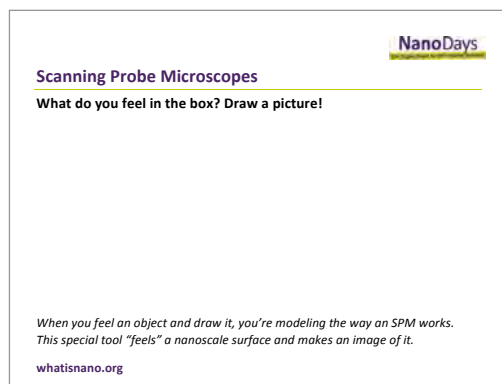 NanoDays
Scanning Probe Microscopes
What do you feel in the box? Draw a picture!
When you feel an object and draw it, you’re modeling the way an SPM works.
This special tool “feels” a nanoscale surface and makes an image of it.
whatisnano.org